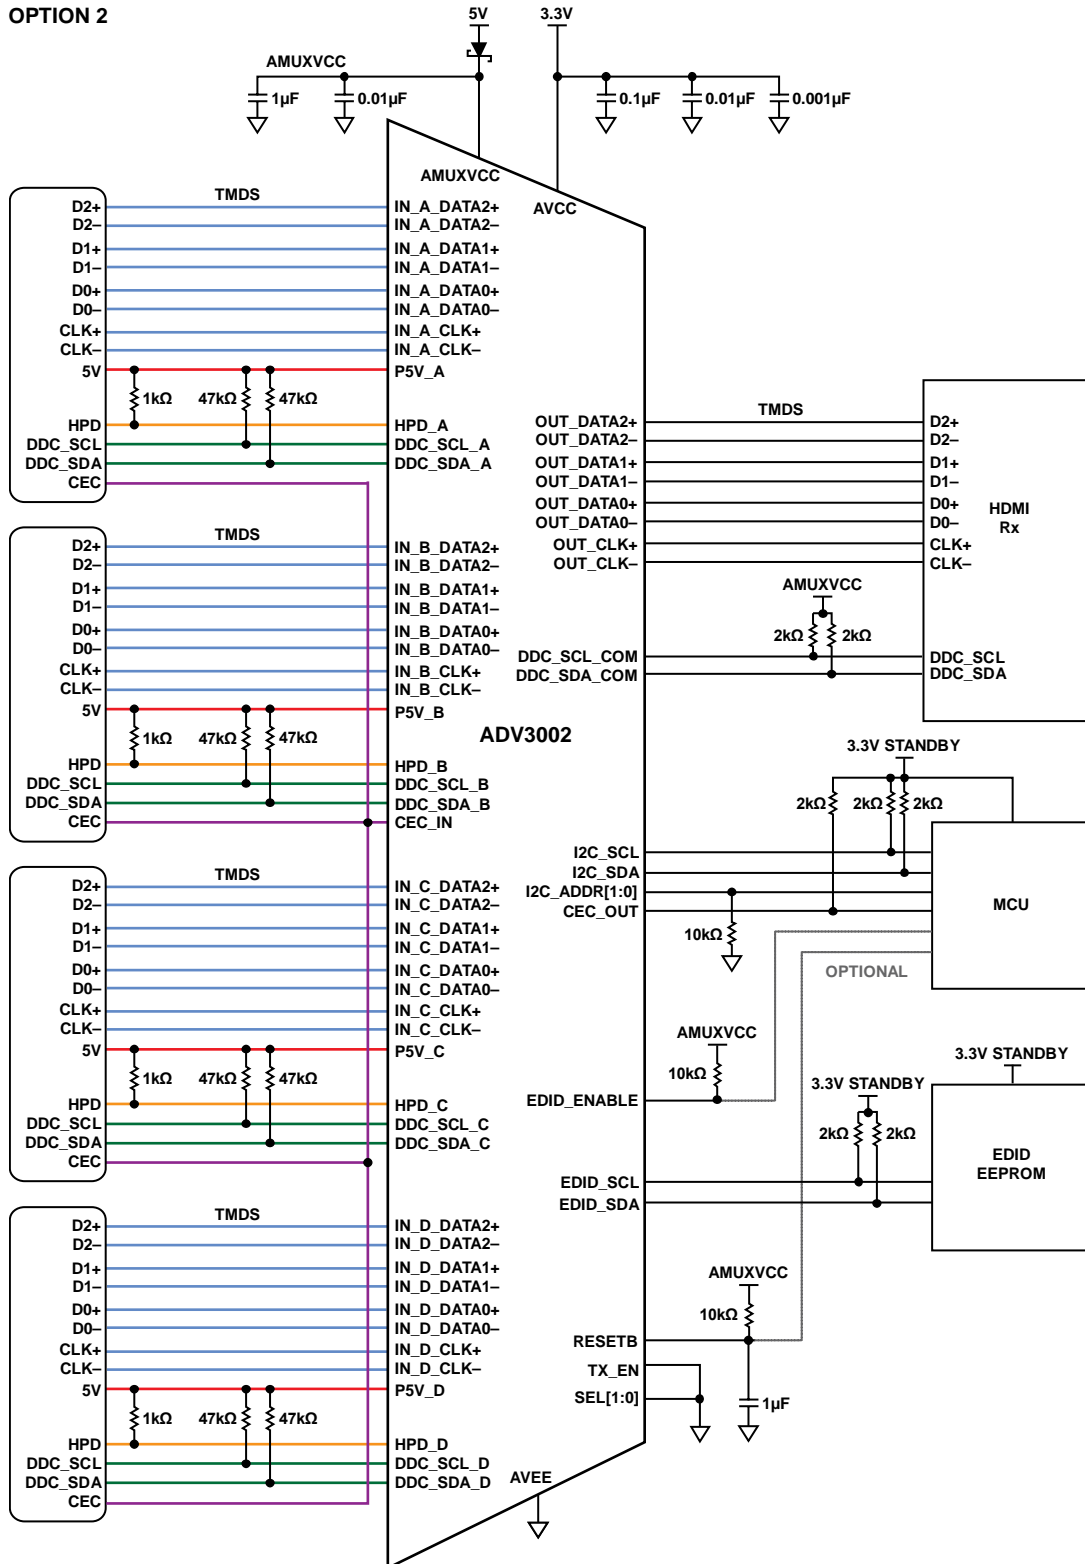 OPTION 2
5V
3.3V
AMUXVCC
1µF
0.01µF
0.1µF
0.01µF
0.001µF
AMUXVCC
AVCC
TMDS
D2+
IN_A_DATA2+
D2–
IN_A_DATA2–
D1+
IN_A_DATA1+
D1–
IN_A_DATA1–
D0+
IN_A_DATA0+
D0–
IN_A_DATA0–
CLK+
IN_A_CLK+
CLK–
IN_A_CLK–
5V
P5V_A
1kΩ
47kΩ
47kΩ
HPD
HPD_A
DDC_SCL
DDC_SCL_A
DDC_SDA
DDC_SDA_A
CEC
TMDS
D2+
IN_B_DATA2+
D2–
IN_B_DATA2–
D1+
IN_B_DATA1+
D1–
IN_B_DATA1–
D0+
IN_B_DATA0+
D0–
IN_B_DATA0–
CLK+
IN_B_CLK+
CLK–
IN_B_CLK–
5V
P5V_B
1kΩ
47kΩ
47kΩ
HPD
HPD_B
DDC_SCL
DDC_SCL_B
DDC_SDA
DDC_SDA_B
CEC
CEC_IN
TMDS
D2+
IN_C_DATA2+
D2–
IN_C_DATA2–
D1+
IN_C_DATA1+
D1–
IN_C_DATA1–
D0+
IN_C_DATA0+
D0–
IN_C_DATA0–
CLK+
IN_C_CLK+
CLK–
IN_C_CLK–
5V
P5V_C
1kΩ
47kΩ
47kΩ
HPD
HPD_C
DDC_SCL
DDC_SCL_C
DDC_SDA
DDC_SDA_C
CEC
TMDS
D2+
IN_D_DATA2+
D2–
IN_D_DATA2–
D1+
IN_D_DATA1+
D1–
IN_D_DATA1–
D0+
IN_D_DATA0+
D0–
IN_D_DATA0–
CLK+
IN_D_CLK+
CLK–
IN_D_CLK–
5V
P5V_D
1kΩ
47kΩ
47kΩ
HPD
HPD_D
DDC_SCL
DDC_SCL_D
DDC_SDA
DDC_SDA_D
CEC
ADV3002
AVEE
TMDS
OUT_DATA2+
D2+
OUT_DATA2–
D2–
OUT_DATA1+
D1+
OUT_DATA1–
D1–
OUT_DATA0+
D0+
OUT_DATA0–
D0–
OUT_CLK+
CLK+
OUT_CLK–
CLK–
HDMI
Rx
AMUXVCC
2kΩ
2kΩ
DDC_SCL_COM
DDC_SCL
DDC_SDA_COM
DDC_SDA
3.3V STANDBY
2kΩ
2kΩ
2kΩ
I2C_SCL
I2C_SDA
I2C_ADDR[1:0]
CEC_OUT
MCU
10kΩ
OPTIONAL
AMUXVCC
10kΩ
EDID_ENABLE
3.3V STANDBY
3.3V STANDBY
2kΩ
2kΩ
EDID
EEPROM
EDID_SCL
EDID_SDA
AMUXVCC
10kΩ
RESETB
TX_EN
SEL[1:0]
1µF